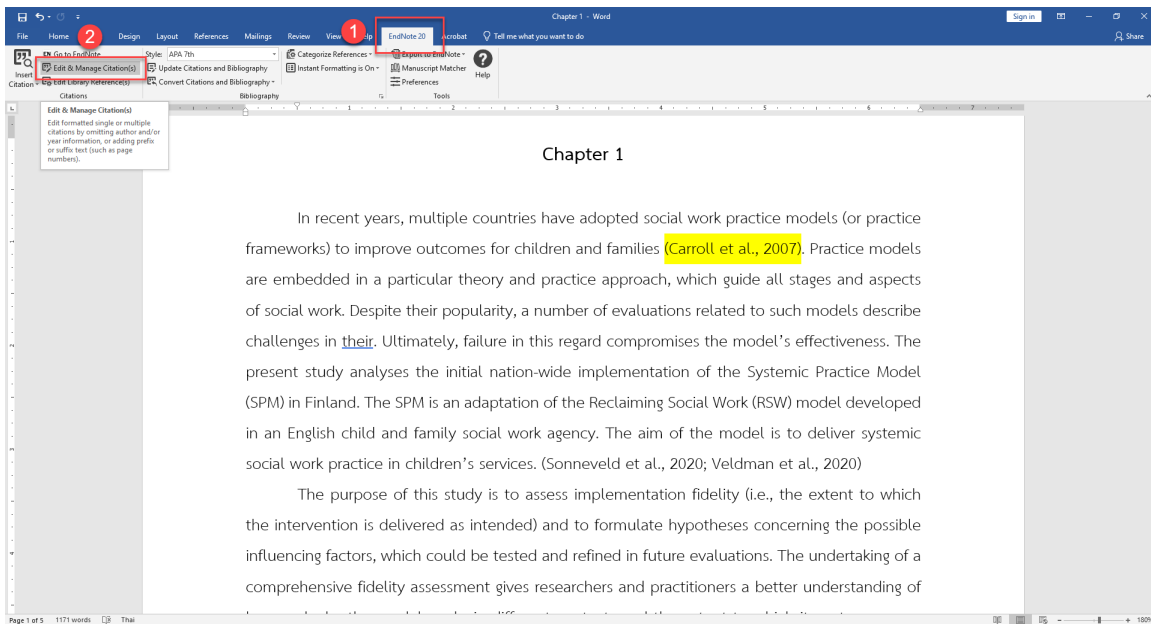 Chapter 1 - Word
Sign in
File Home 2 Design Layout References Mailings Review View 1 Help EndNote 20 Acrobat Tell me what you want to do
Share
Go to EndNote
Style: APA 7th
Categorize References
Export to EndNote
Edit & Manage Citation(s)
Update Citations and Bibliography
Instant Formatting is On
Manuscript Matcher
Insert Citation
Edit Library Reference(s)
Convert Citations and Bibliography
Preferences
Help
Citations
Bibliography
Tools
Edit & Manage Citation(s)
Edit formatted single or multiple
citations by omitting author and/or
year information, or adding prefix
or suffix text (such as page
numbers).
1 2 3 4 5 6 7
Chapter 1
In recent years, multiple countries have adopted social work practice models (or practice
frameworks) to improve outcomes for children and families (Carroll et al., 2007). Practice models
are embedded in a particular theory and practice approach, which guide all stages and aspects
of social work. Despite their popularity, a number of evaluations related to such models describe
challenges in their. Ultimately, failure in this regard compromises the model's effectiveness. The
present study analyses the initial nation-wide implementation of the Systemic Practice Model
(SPM) in Finland. The SPM is an adaptation of the Reclaiming Social Work (RSW) model developed
in an English child and family social work agency. The aim of the model is to deliver systemic
social work practice in children's services. (Sonneveld et al., 2020; Veldman et al., 2020)
The purpose of this study is to assess implementation fidelity (i.e., the extent to which
the intervention is delivered as intended) and to formulate hypotheses concerning the possible
influencing factors, which could be tested and refined in future evaluations. The undertaking of a
comprehensive fidelity assessment gives researchers and practitioners a better understanding of
Page 1 of 5 1171 words Thai
180%